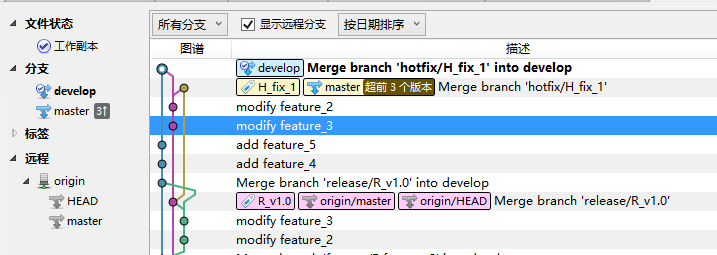 文件状态
工作副本
分支
develop
master 3↑
标签
远程
origin
HEAD
master
所有分支 显示远程分支 按日期排序
图谱 描述
develop Merge branch 'hotfix/H_fix_1' into develop
H_fix_1 master 超前 3 个版本 Merge branch 'hotfix/H_fix_1'
modify feature_2
modify feature_3
add feature_5
add feature_4
Merge branch 'release/R_v1.0' into develop
R_v1.0 origin/master origin/HEAD Merge branch 'release/R_v1.0'
modify feature_3
modify feature_2